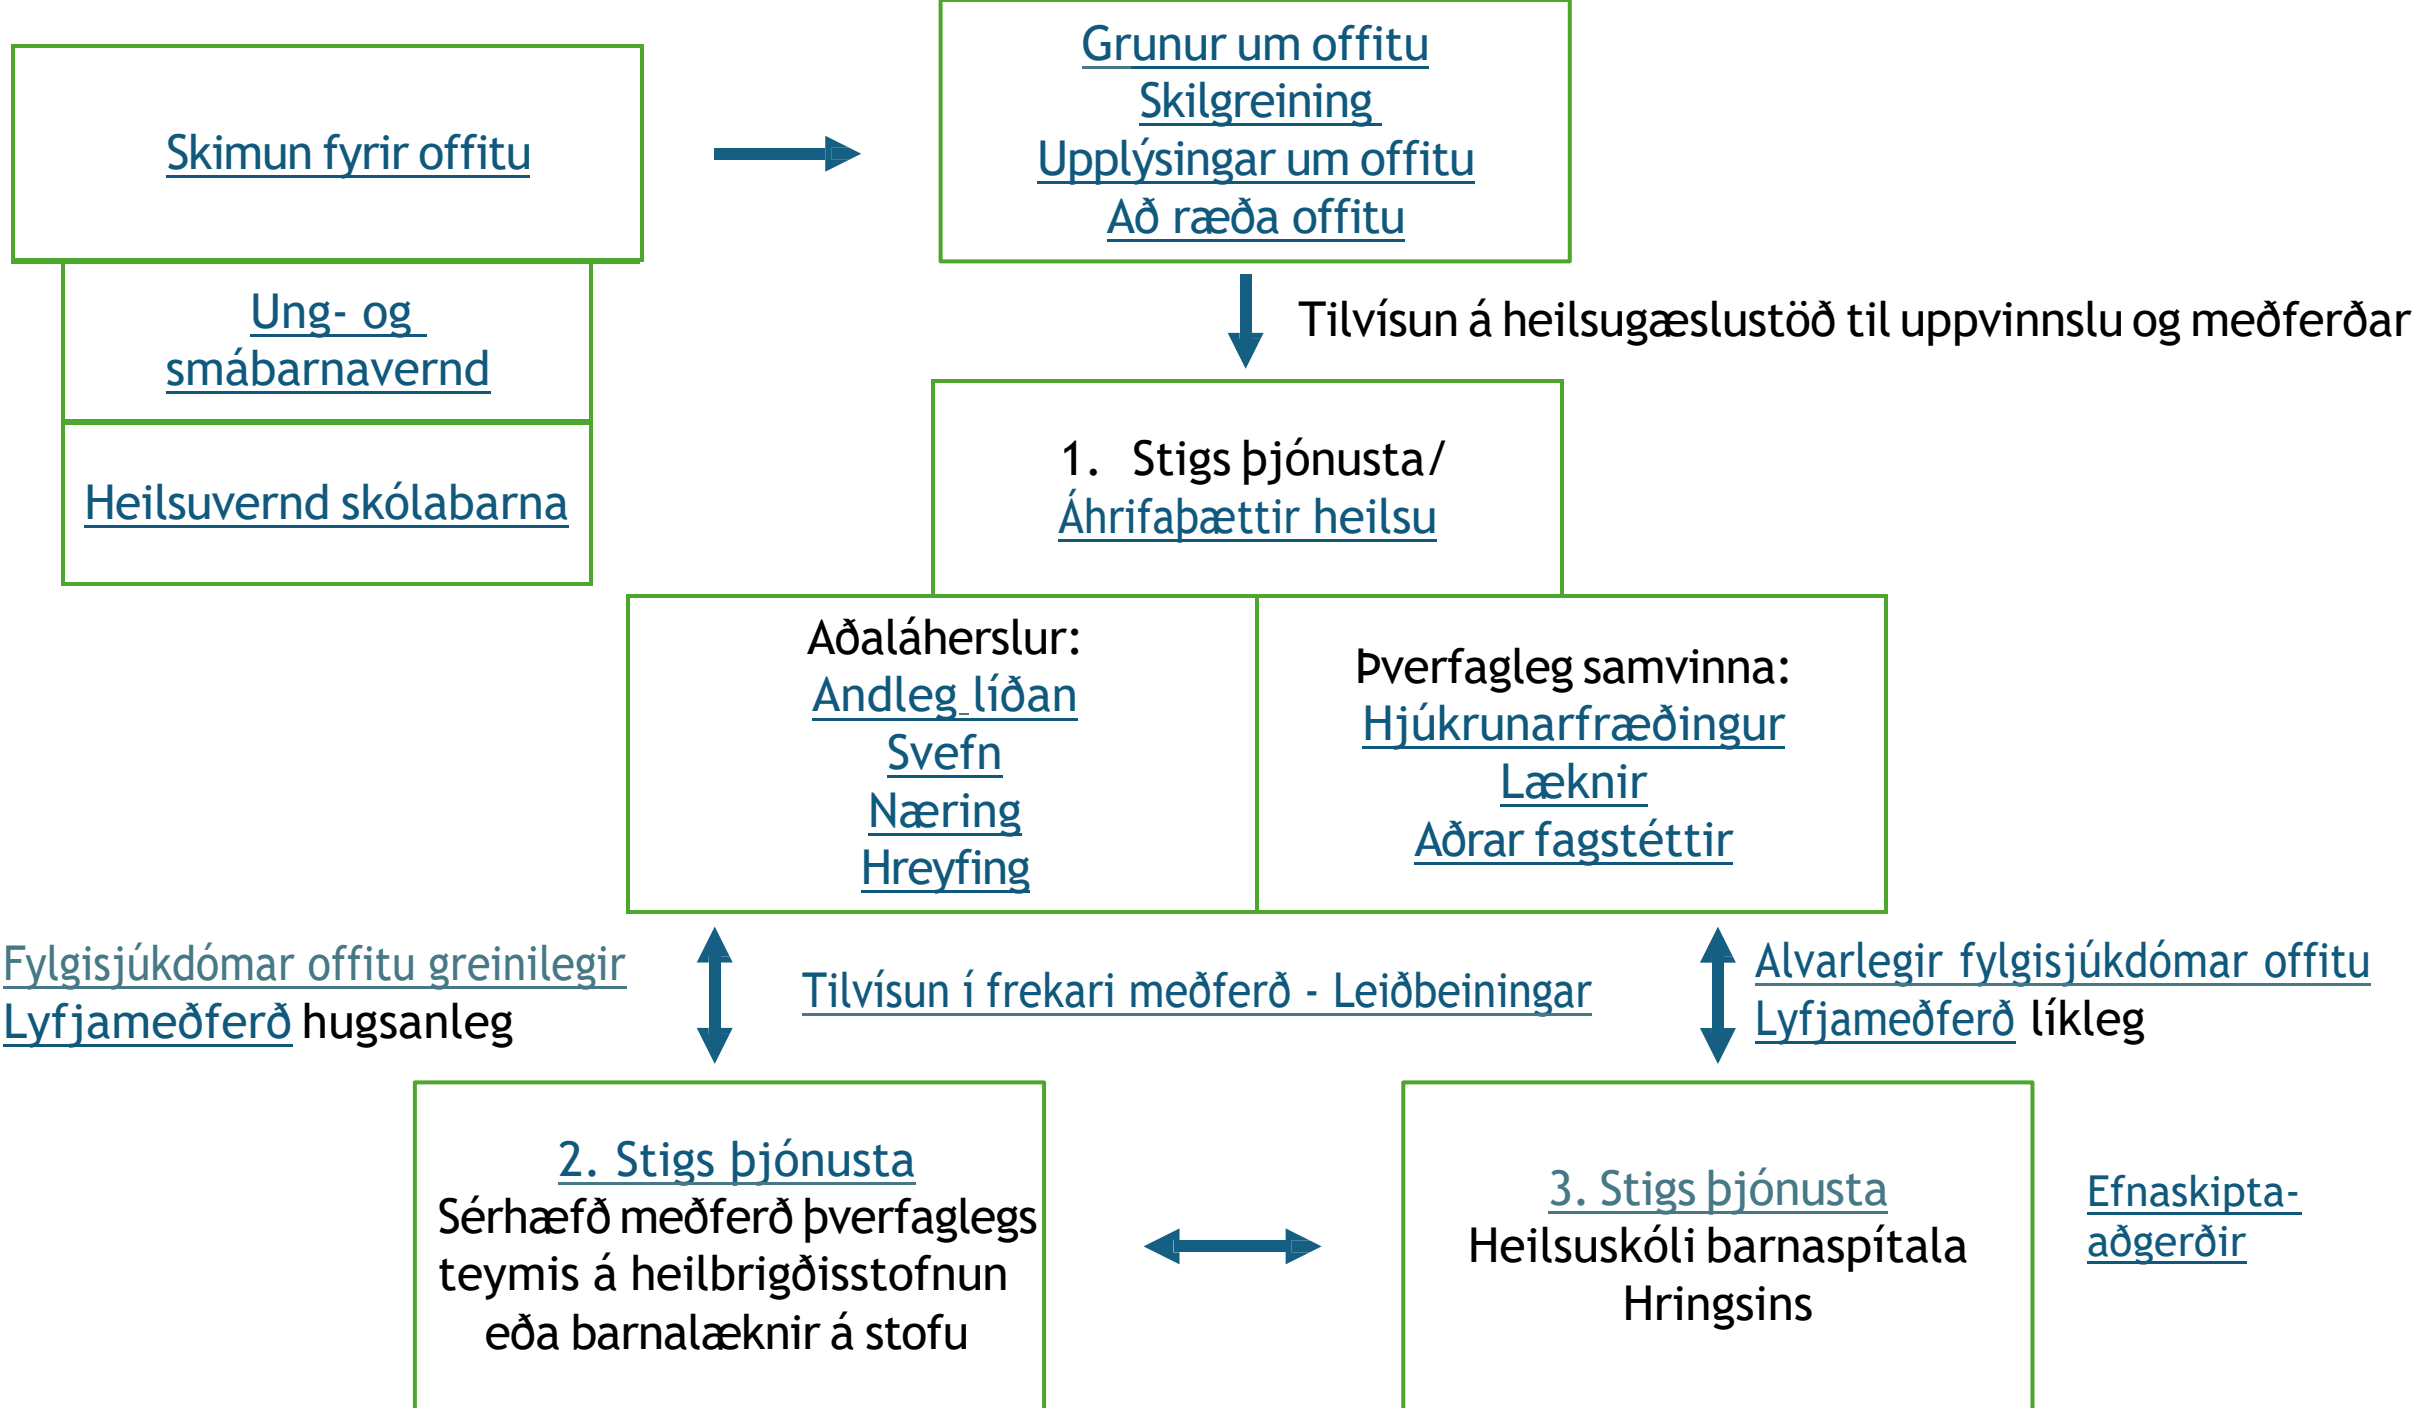 Skimun fyrir offitu
Ung- og
smábarnavernd
Heilsuvernd skólabarna
Grunur um offitu
Skilgreining
Upplýsingar um offitu
Að ræða offitu
Tilvísun á heilsugæslustöð til uppvinnslu og meðferðar
1. Stigs þjónusta/
Áhrifaþættir heilsu
Aðaláherslur:
Andleg líðan
Svefn
Næring
Hreyfing
Þverfagleg samvinna:
Hjúkrunarfræðingur
Læknir
Aðrar fagstéttir
Fylgisjúkdómar offitu greinilegir
Lyfjameðferð hugsanleg
Tilvísun í frekari meðferð - Leiðbeiningar
Alvarlegir fylgisjúkdómar offitu
Lyfjameðferð líkleg
2. Stigs þjónusta
Sérhæfð meðferð þverfaglegs
teymis á heilbrigðisstofnun
eða barnalæknir á stofu
3. Stigs þjónusta
Heilsuskóli barnaspítala
Hringsins
Efnaskipta-
aðgerðir